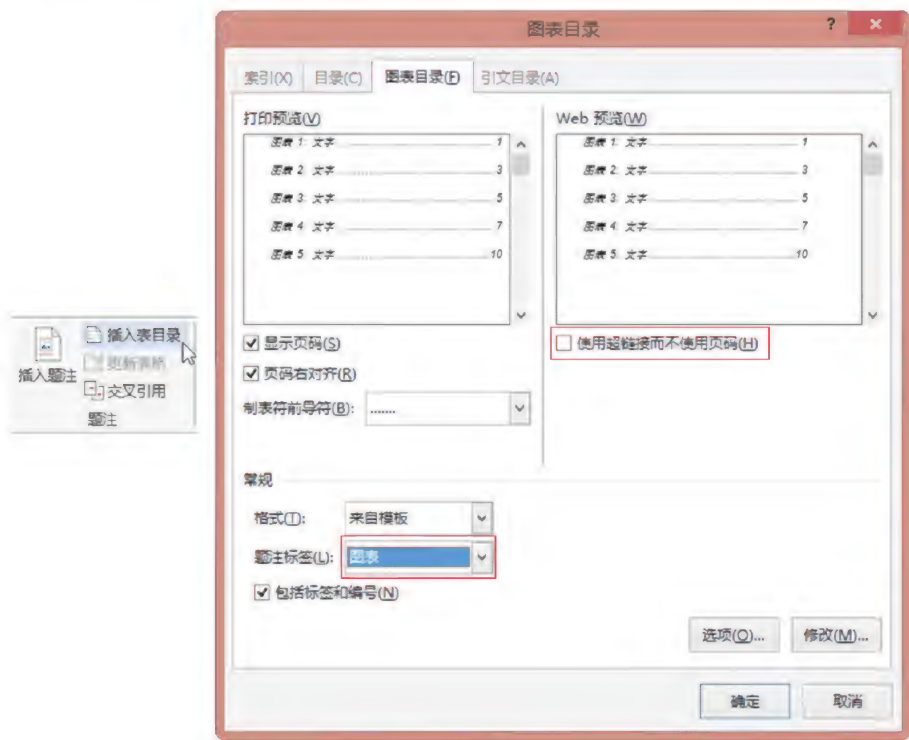 图表目录
? ×
索引(X) 目录(C) 图表目录(F) 引文目录(A)
打印预览(V)
图表 1: 文字 1
图表 2: 文字 3
图表 3: 文字 5
图表 4: 文字 7
图表 5: 文字 10
Web 预览(W)
图表 1: 文字 1
图表 2: 文字 3
图表 3: 文字 5
图表 4: 文字 7
图表 5: 文字 10
插入表目录
插入题注
更新表格
交叉引用
题注
显示页码(S)
使用超链接而不使用页码(H)
页码右对齐(R)
制表符前导符(B): .......
常规
格式(T): 来自模板
题注标签(L): 图表
包括标签和编号(N)
选项(O)... 修改(M)...
确定 取消